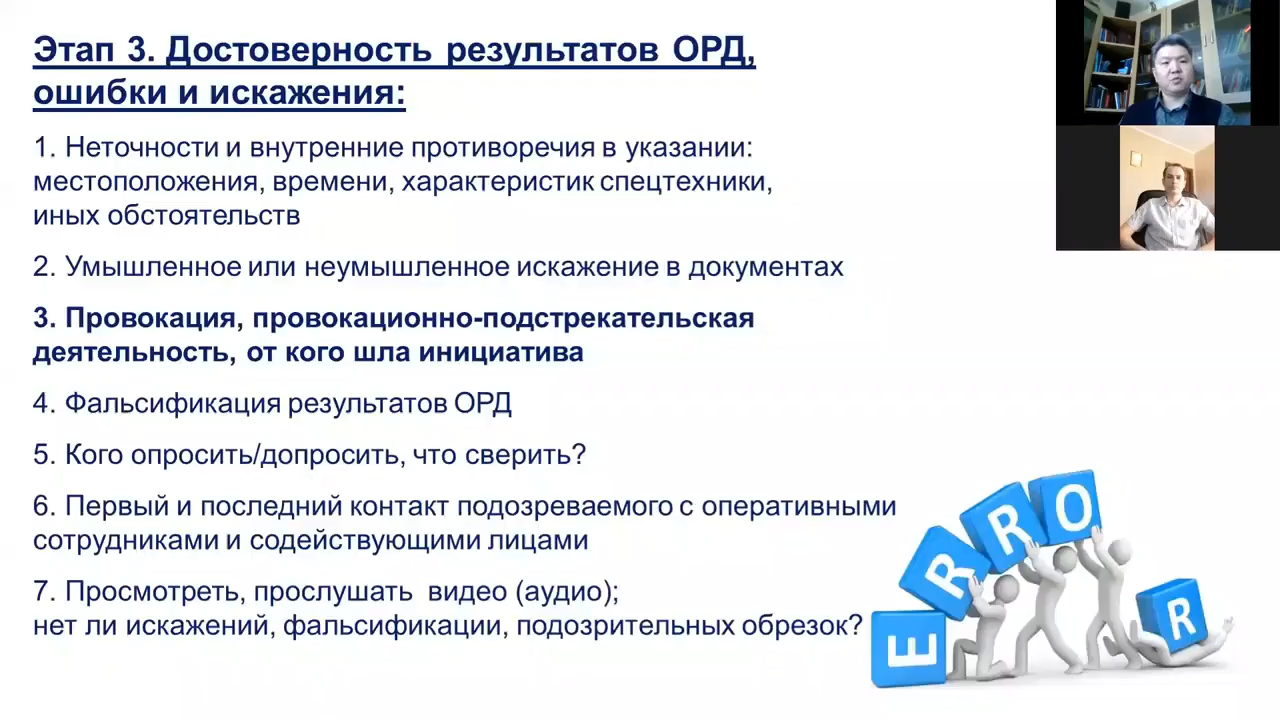 Этап 3. Достоверность результатов ОРД,
ошибки и искажения:
1. Неточности и внутренние противоречия в указании:
местоположения, времени, характеристик спецтехники,
иных обстоятельств
2. Умышленное или неумышленное искажение в документах
3. Провокация, провокационно-подстрекательская
деятельность, от кого шла инициатива
4. Фальсификация результатов ОРД
5. Кого опросить/допросить, что сверить?
6. Первый и последний контакт подозреваемого с оперативными
сотрудниками и содействующими лицами
7. Просмотреть, прослушать  видео (аудио);
нет ли искажений, фальсификации, подозрительных обрезок?
E R R O R